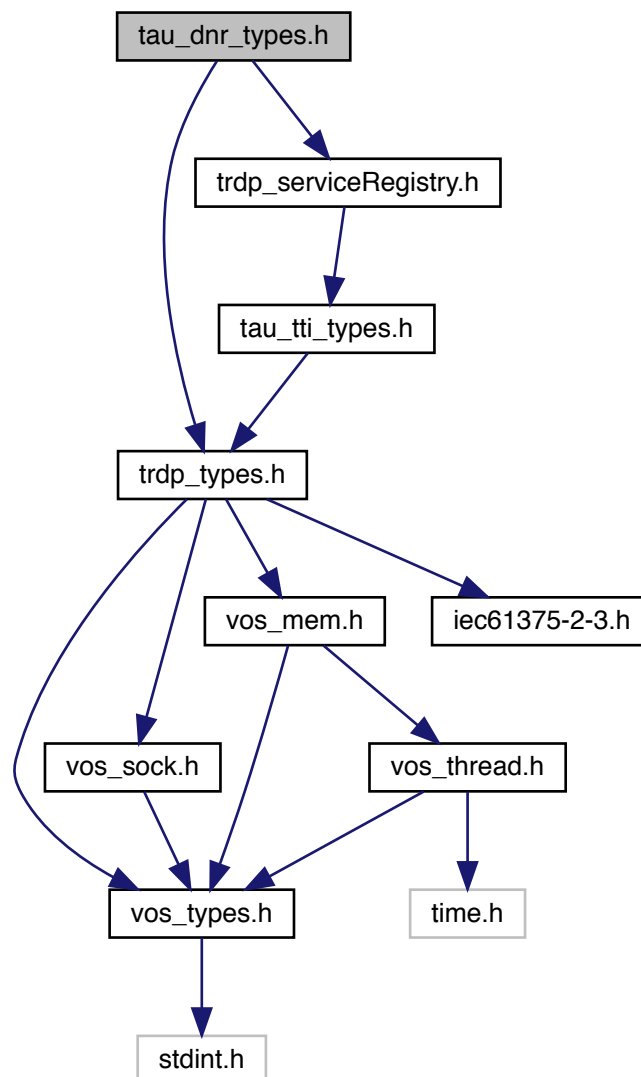 tau_dnr_types.h
trdp_serviceRegistry.h
tau_tti_types.h
trdp_types.h
vos_mem.h
iec61375-2-3.h
vos_sock.h
vos_thread.h
vos_types.h
time.h
stdint.h